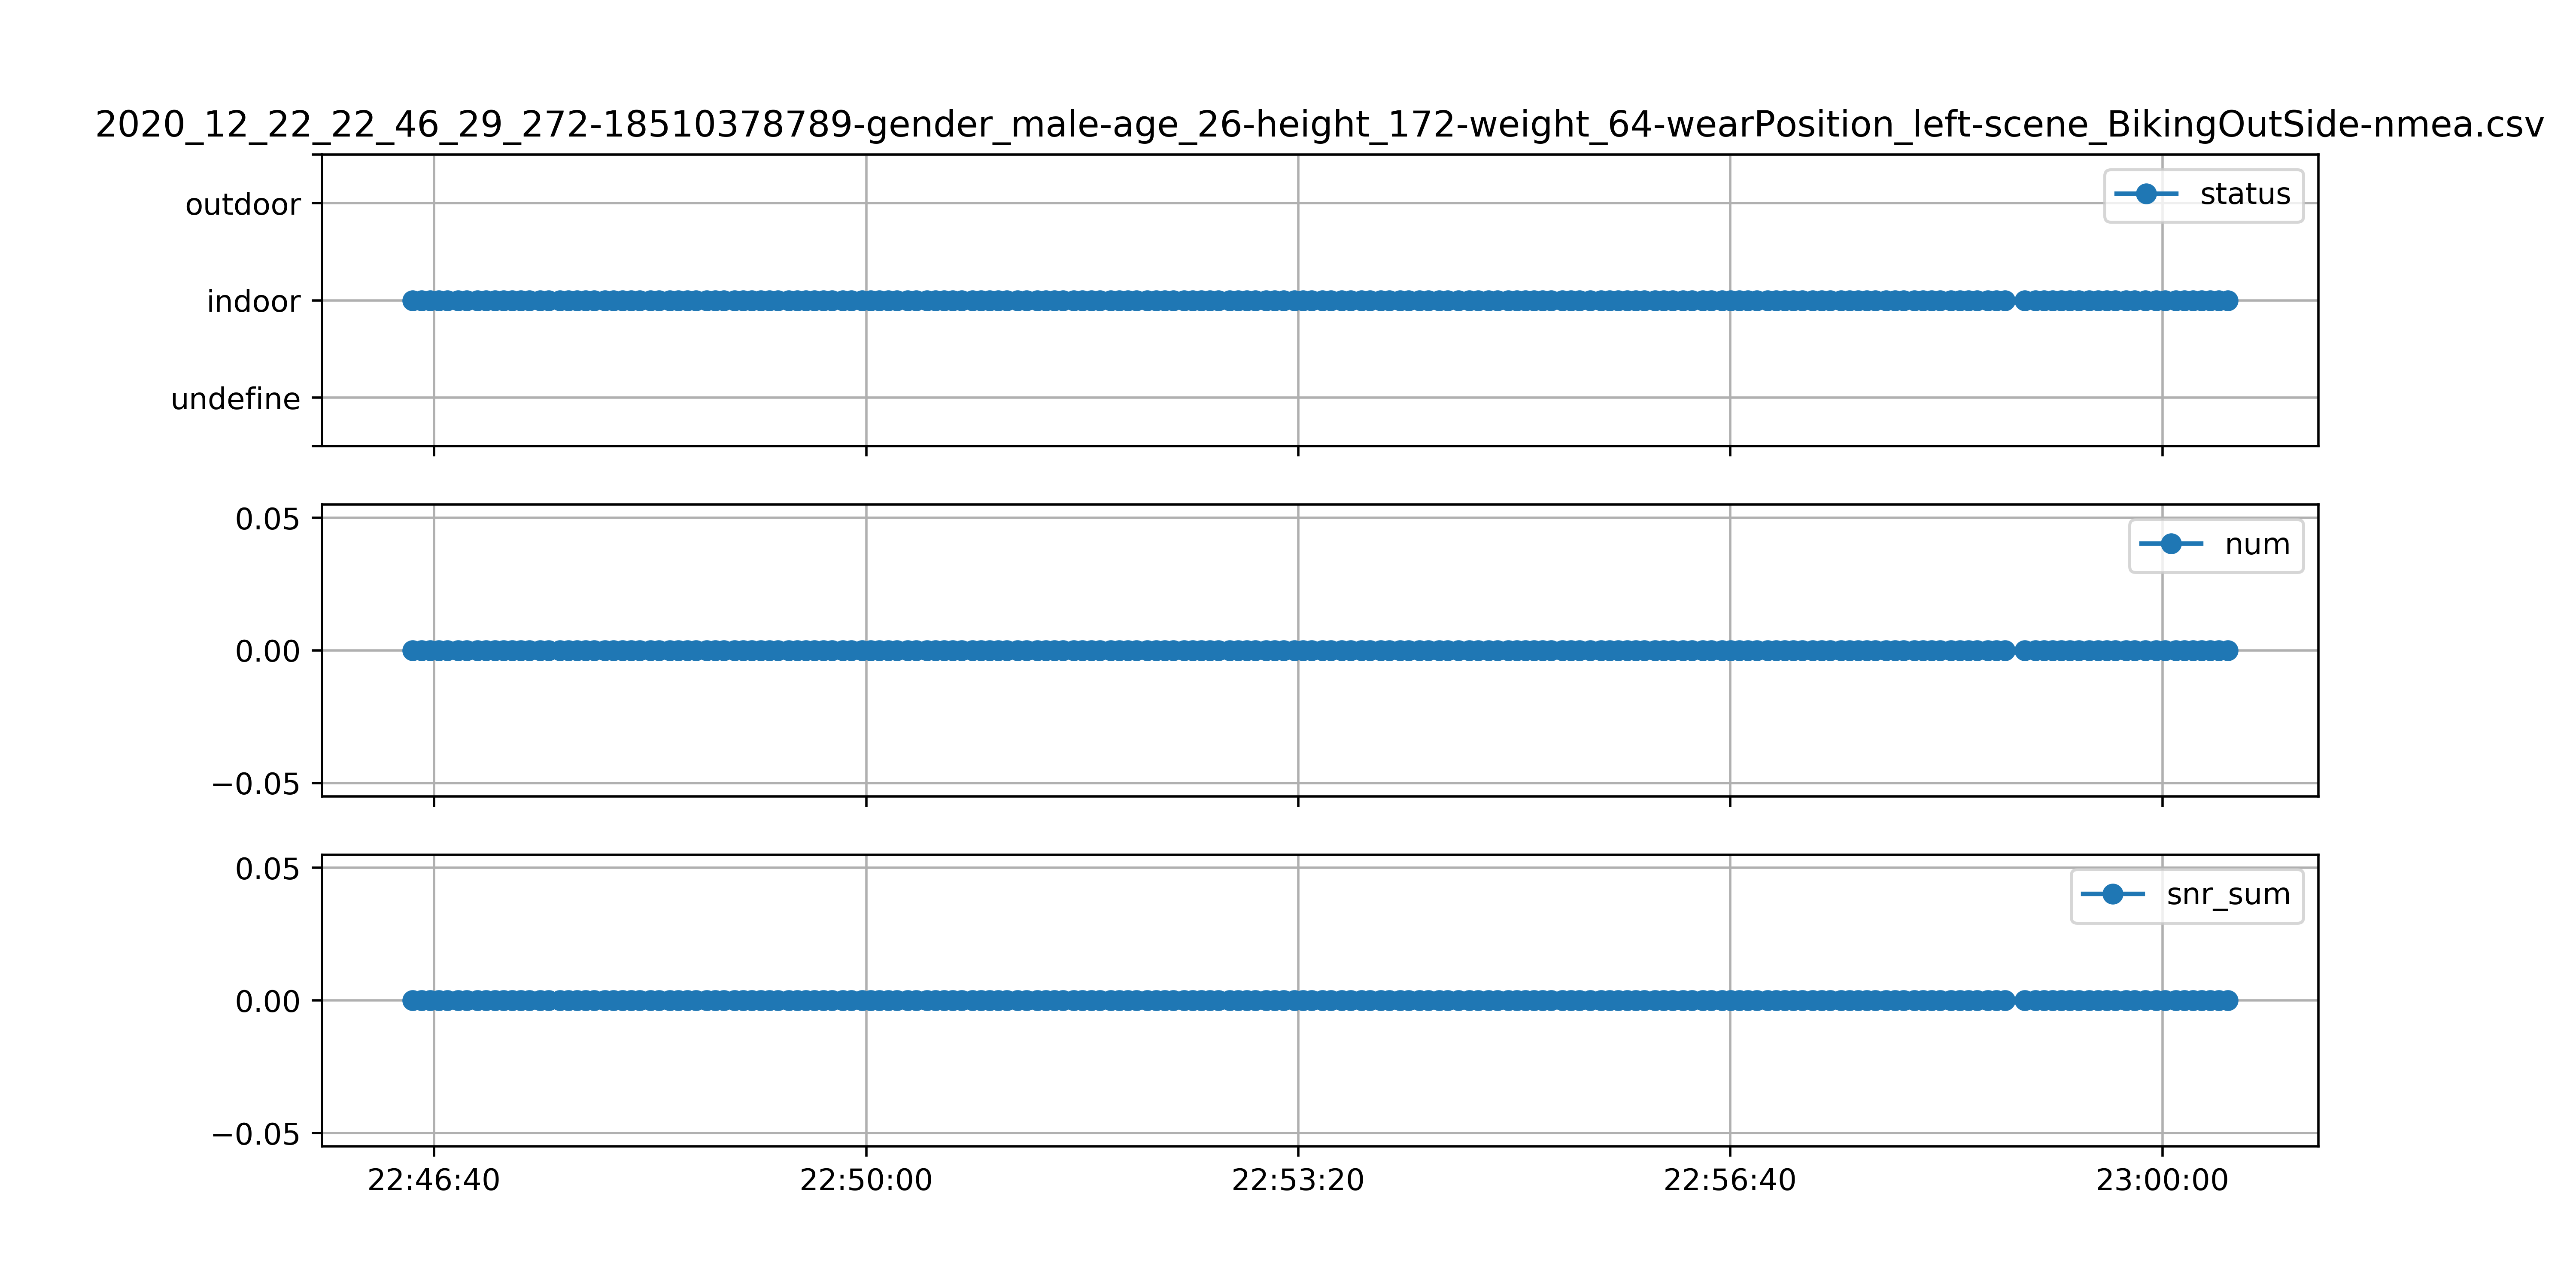 2020_12_22_22_46_29_272-18510378789-gender_male-age_26-height_172-weight_64-wearPosition_left-scene_BikingOutSide-nmea.csv
outdoor
indoor
undefine
status
0.05
0.00
−0.05
num
0.05
0.00
−0.05
snr_sum
22:46:40 22:50:00 22:53:20 22:56:40 23:00:00